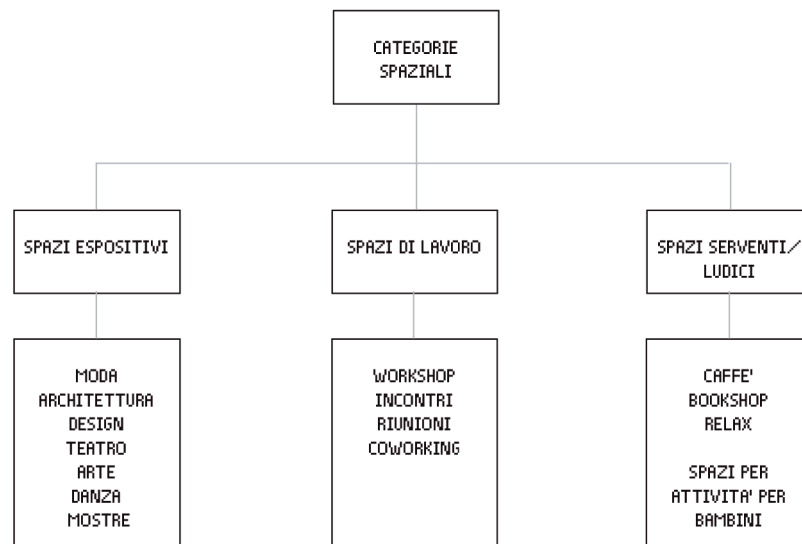 CATEGORIE
SPAZIALI
SPAZI ESPOSITIVI
SPAZI DI LAVORO
SPAZI SERVENTI/
LUDICI
MODA
ARCHITETTURA
DESIGN
TEATRO
ARTE
DANZA
MOSTRE
WORKSHOP
INCONTRI
RIUNIONI
COWORKING
CAFFE'
BOOKSHOP
RELAX
SPAZI PER
ATTIVITA' PER
BAMBINI